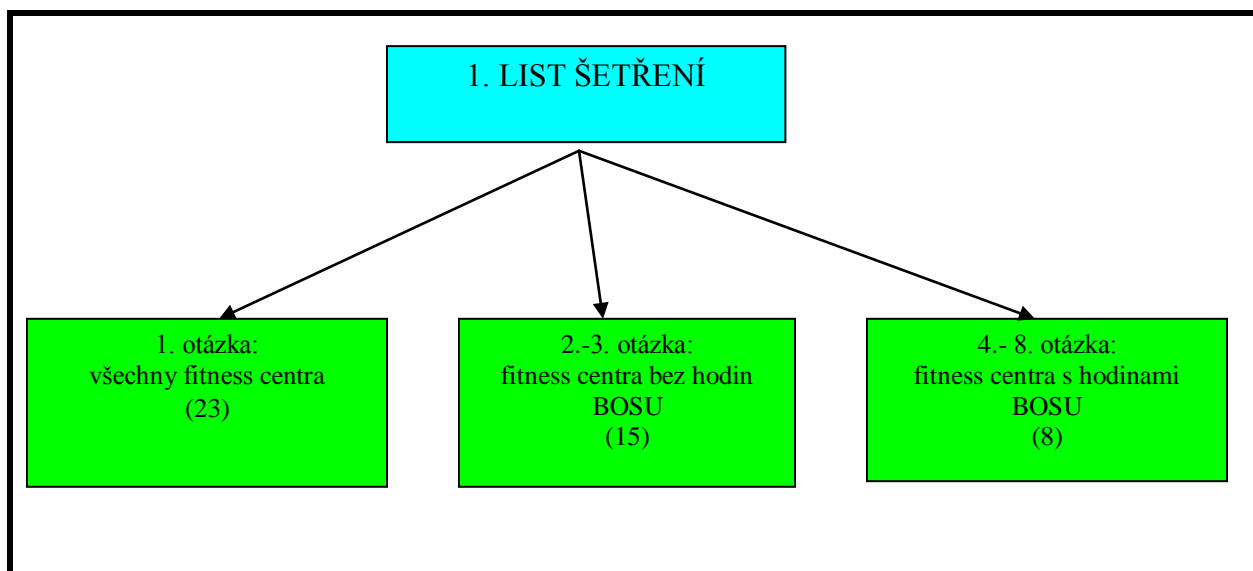 1. LIST ŠETŘENÍ
1. otázka:
všechny fitness centra
(23)
2.-3. otázka:
fitness centra bez hodin
BOSU
(15)
4.- 8. otázka:
fitness centra s hodinami
BOSU
(8)